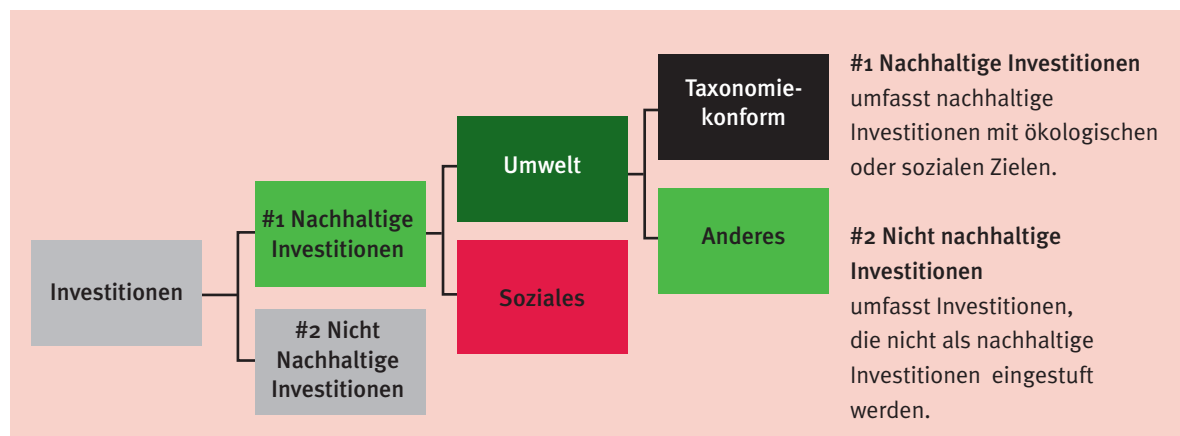 Investitionen
#1 Nachhaltige
Investitionen
#2 Nicht
Nachhaltige
Investitionen
Umwelt
Soziales
Taxonomie-
konform
Anderes
#1 Nachhaltige Investitionen
umfasst nachhaltige
Investitionen mit ökologischen
oder sozialen Zielen.
#2 Nicht nachhaltige
Investitionen
umfasst Investitionen,
die nicht als nachhaltige
Investitionen eingestuft
werden.